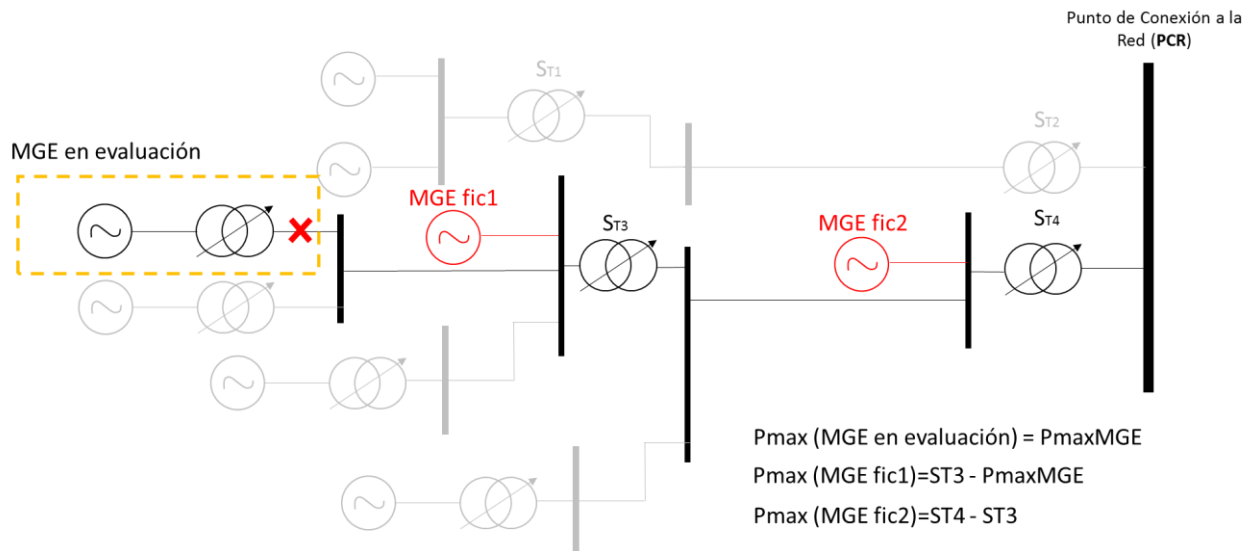 Punto de Conexión a la
Red (PCR)
ST1
ST2
MGE en evaluación
MGE fic1
ST3
MGE fic2
ST4
Pmax (MGE en evaluación) = PmaxMGE
Pmax (MGE fic1)=ST3 - PmaxMGE
Pmax (MGE fic2)=ST4 - ST3